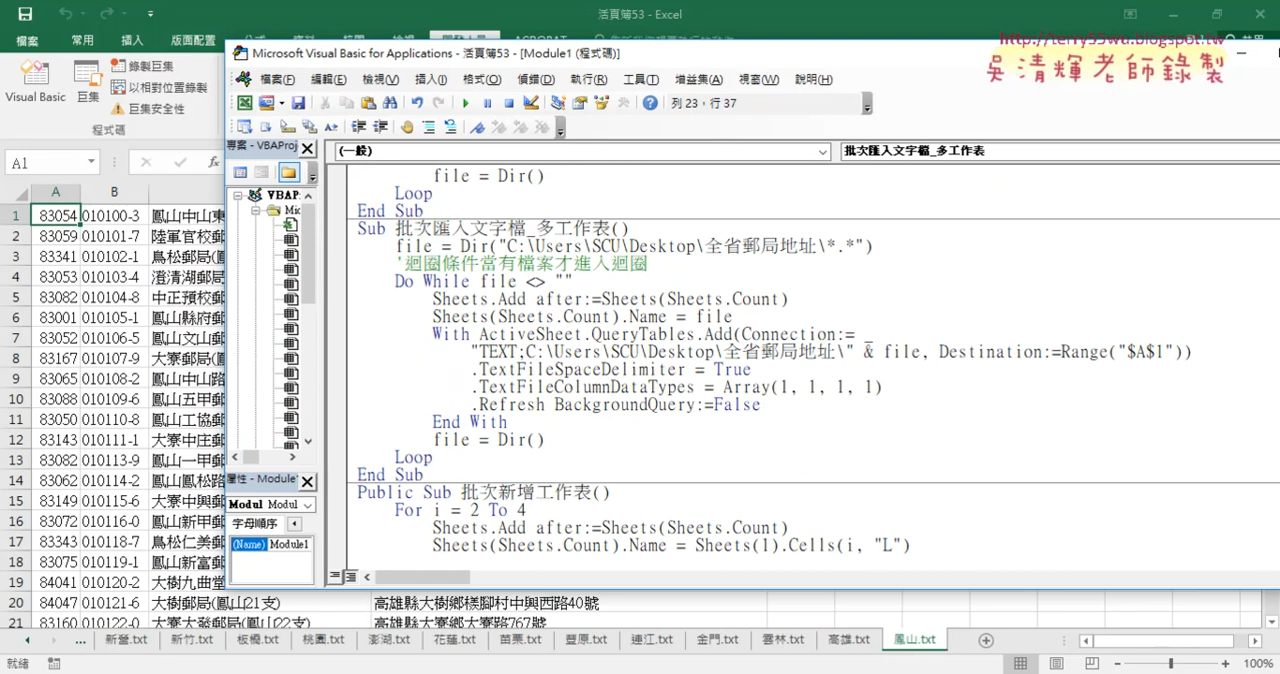 活頁簿53 - Excel
檔案 常用 插入 版面配置
Visual Basic 巨集 錄製巨集
以相對位置錄製
巨集安全性
程式碼
http://terry55wu.blogspot.tw
吳清輝老師錄製
Microsoft Visual Basic for Applications - 活頁簿53 - [Module1 (程式碼)]
檔案(F) 編輯(E) 檢視(V) 插入(I) 格式(O) 偵錯(D) 執行(R) 工具(T) 增益集(A) 視窗(W) 說明(H)
列 23，行 37
專案 - VBAProj
(一般) 批次匯入文字檔_多工作表
VBAP
Mic
屬性 - Module
Modul Modul
字母順序
(Name) Module1
file = Dir()
Loop
End Sub
Sub 批次匯入文字檔_多工作表()
file = Dir("C:\Users\SCU\Desktop\全省郵局地址\*.*")
'迴圈條件當有檔案才進入迴圈
Do While file <> ""
Sheets.Add after:=Sheets(Sheets.Count)
Sheets(Sheets.Count).Name = file
With ActiveSheet.QueryTables.Add(Connection:= _
"TEXT;C:\Users\SCU\Desktop\全省郵局地址\" & file, Destination:=Range("$A$1"))
.TextFileSpaceDelimiter = True
.TextFileColumnDataTypes = Array(1, 1, 1, 1)
.Refresh BackgroundQuery:=False
End With
file = Dir()
Loop
End Sub
Public Sub 批次新增工作表()
For i = 2 To 4
Sheets.Add after:=Sheets(Sheets.Count)
Sheets(Sheets.Count).Name = Sheets(1).Cells(i, "L")
A1 fx
A B
1 83054 010100-3 鳳山中山東
2 83059 010101-7 陸軍官校郵
3 83341 010102-1 鳥松郵局(鳳
4 83053 010103-4 澄清湖郵局
5 83082 010104-8 中正預校郵
6 83001 010105-1 鳳山縣府郵
7 83052 010106-5 鳳山文山郵
8 83167 010107-9 大寮郵局(鳳
9 83065 010108-2 鳳山中山路
10 83088 010109-6 鳳山五甲郵
11 83050 010110-8 鳳山工協郵
12 83143 010111-1 大寮中庄郵
13 83082 010113-9 鳳山一甲郵
14 83062 010114-2 鳳山鳳松路
15 83149 010115-6 大寮中興郵
16 83072 010116-0 鳳山新甲郵
17 83343 010118-7 鳥松仁美郵
18 83075 010119-1 鳳山新富郵
19 84041 010120-2 大樹九曲堂
20 84047 010121-6 大樹郵局(鳳山21支) 高雄縣大樹鄉檨腳村中興西路40號
21 83160 010122-0 大寮大發郵局(鳳山22支) 高雄縣大寮鄉大寮路767號
... 新營.txt 新竹.txt 板橋.txt 桃園.txt 澎湖.txt 花蓮.txt 苗栗.txt 豐原.txt 連江.txt 金門.txt 雲林.txt 高雄.txt 鳳山.txt
就緒 100%